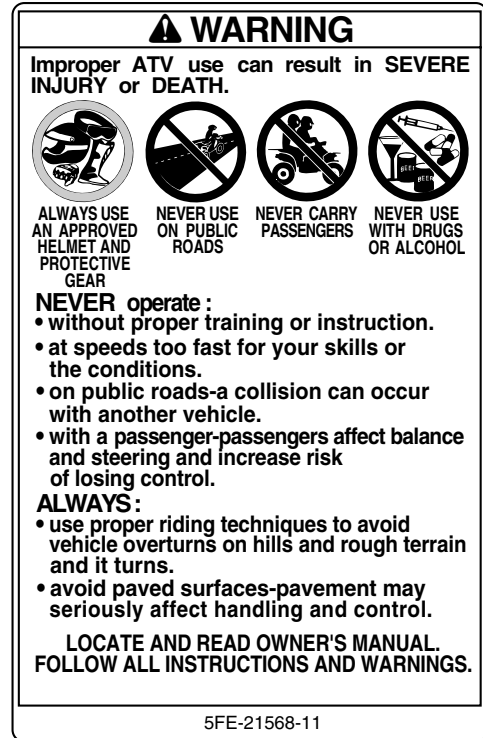 WARNING
Improper ATV use can result in SEVERE
INJURY or DEATH.
BEER
BEER
ALWAYS USE
AN APPROVED
HELMET AND
PROTECTIVE
GEAR
NEVER USE
ON PUBLIC
ROADS
NEVER CARRY
PASSENGERS
NEVER USE
WITH DRUGS
OR ALCOHOL
NEVER operate :
• without proper training or instruction.
• at speeds too fast for your skills or
the conditions.
• on public roads-a collision can occur
with another vehicle.
• with a passenger-passengers affect balance
and steering and increase risk
of losing control.
ALWAYS :
• use proper riding techniques to avoid
vehicle overturns on hills and rough terrain
and it turns.
• avoid paved surfaces-pavement may
seriously affect handling and control.
LOCATE AND READ OWNER'S MANUAL.
FOLLOW ALL INSTRUCTIONS AND WARNINGS.
5FE-21568-11